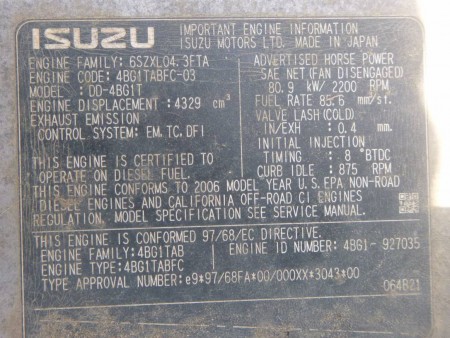 ISUZU
IMPORTANT ENGINE INFORMATION
ISUZU MOTORS LTD. MADE IN JAPAN
ENGINE FAMILY: 6SZXL04.3FTA
ENGINE CODE: 4BG1TABFC-03
MODEL: DD-4BG1T
ENGINE DISPLACEMENT: 4329 cm³
EXHAUST EMISSION
CONTROL SYSTEM: EM, TC, DFI
ADVERTISED HORSE POWER
SAE NET (FAN DISENGAGED)
80.9 kW/ 2200 RPM
FUEL RATE: 85.6 mm³/st.
VALVE LASH (COLD)
IN/EXH : 0.4 mm
INITIAL INJECTION
TIMING : 8 °BTDC
CURB IDLE: 875 RPM
THIS ENGINE IS CERTIFIED TO
OPERATE ON DIESEL FUEL.
THIS ENGINE CONFORMS TO 2006 MODEL YEAR U.S.EPA NON-ROAD
DIESEL ENGINES AND CALIFORNIA OFF-ROAD CI ENGINES
REGULATION. MODEL SPECIFICATION SEE SERVICE MANUAL.
THIS ENGINE IS CONFORMED 97/68/EC DIRECTIVE.
ENGINE FAMILY: 4BG1TAB
ENGINE ID NUMBER: 4BG1- 927035
ENGINE TYPE: 4BG1TABFC
TYPE APPROVAL NUMBER: e9*97/68FA*00/000XX*3043*00
064821